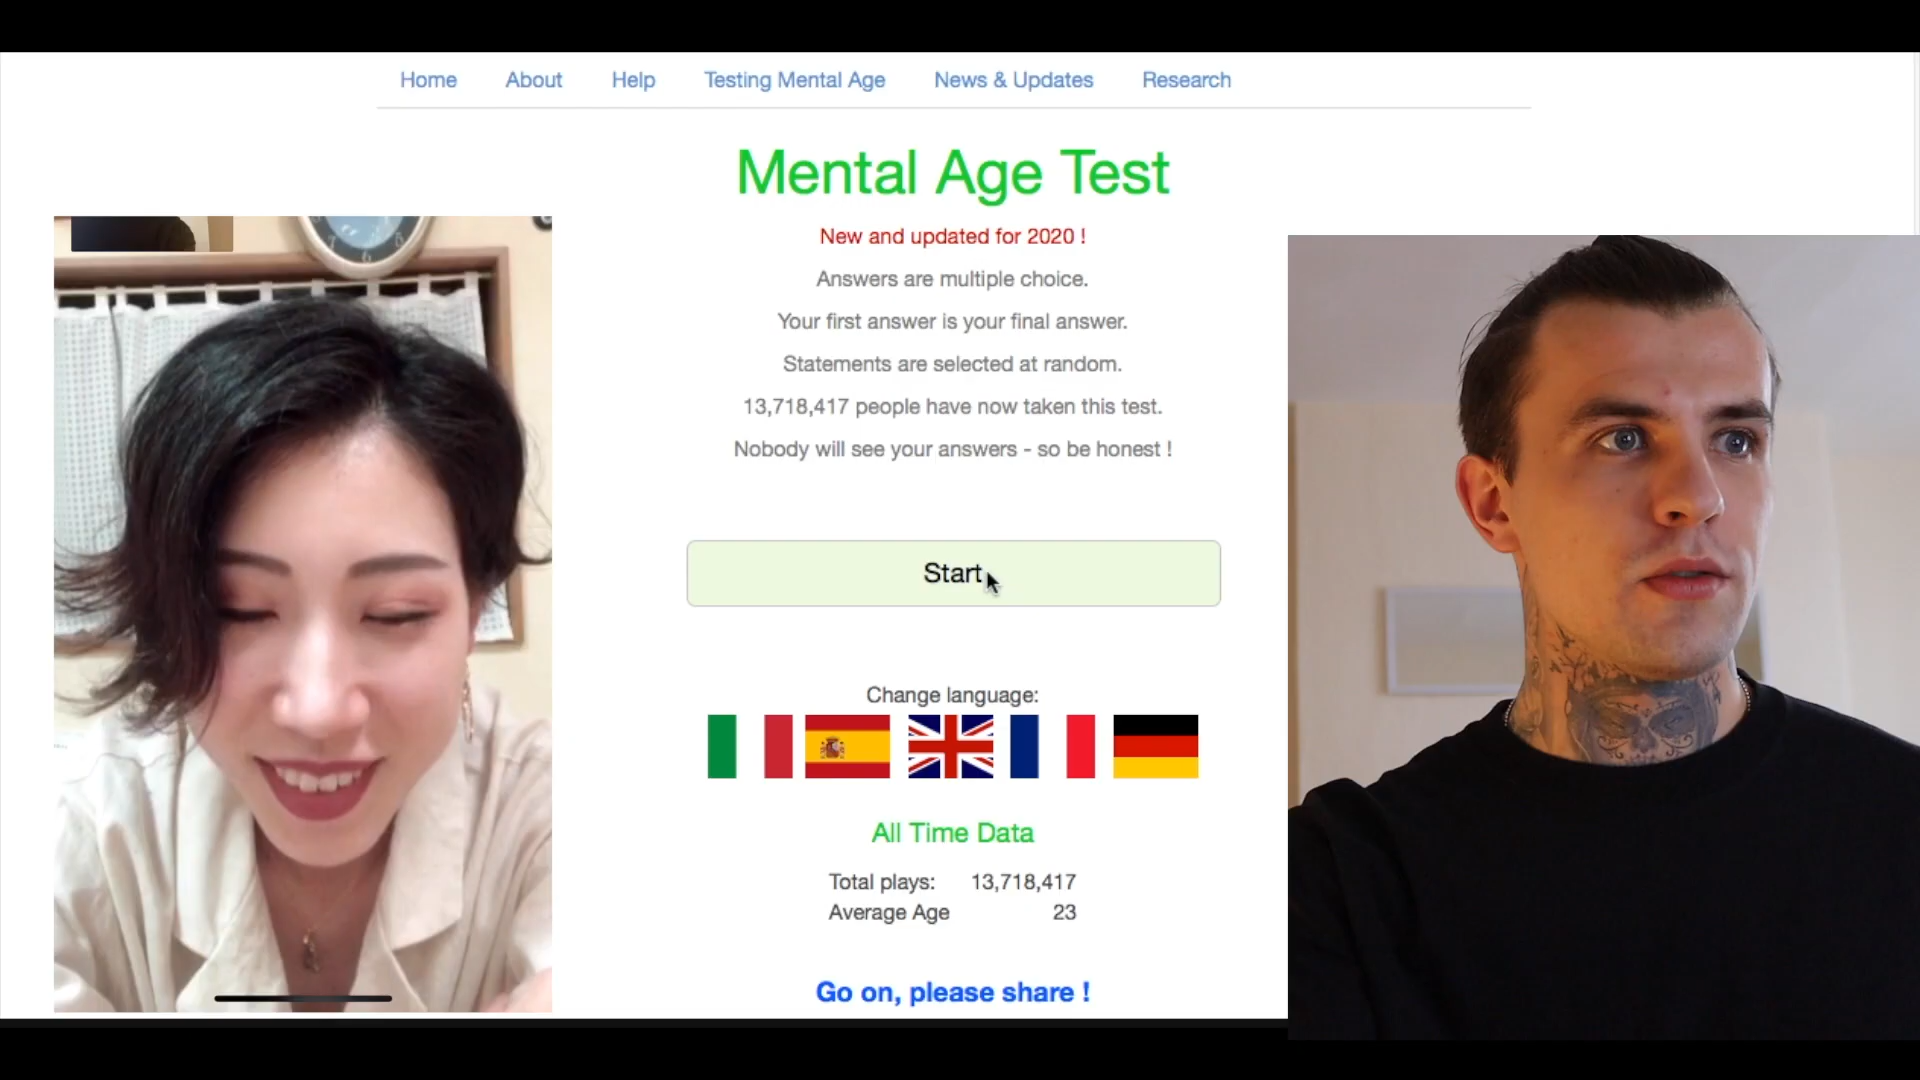 Home About Help Testing Mental Age News & Updates Research
Mental Age Test
New and updated for 2020 !
Answers are multiple choice.
Your first answer is your final answer.
Statements are selected at random.
13,718,417 people have now taken this test.
Nobody will see your answers - so be honest !
Start
Change language:
All Time Data
Total plays: 13,718,417
Average Age 23
Go on, please share !